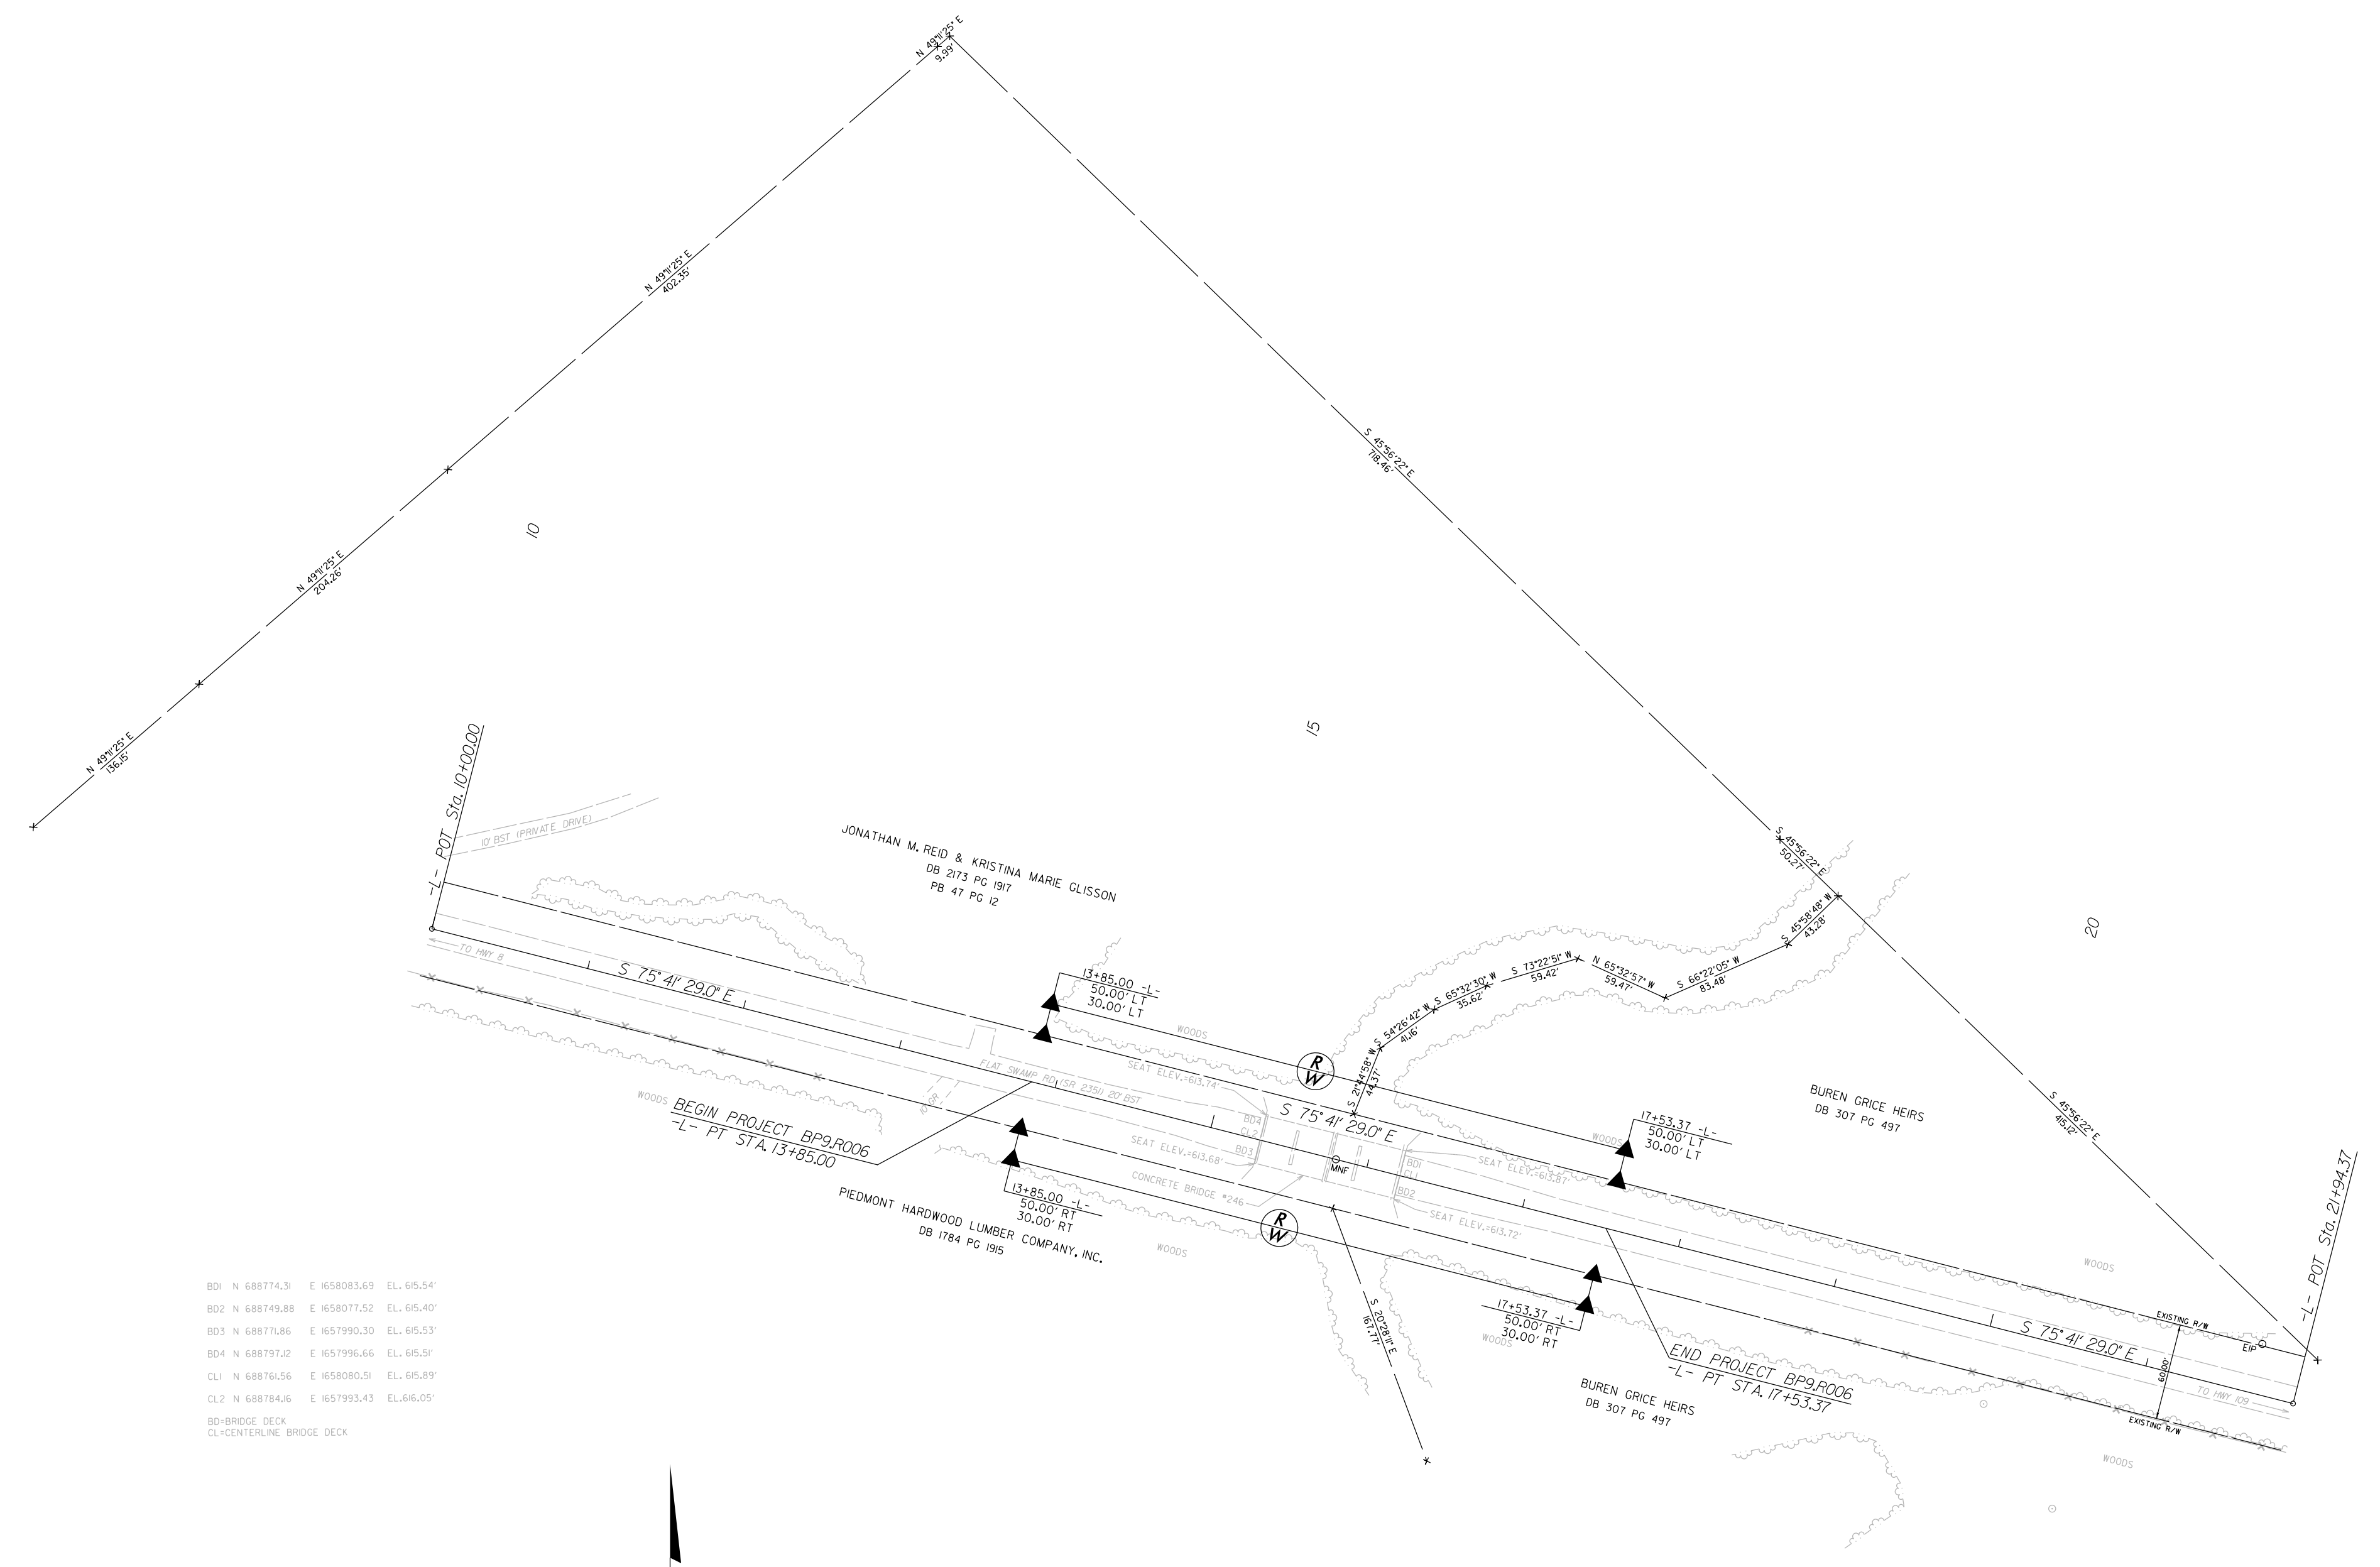 N 49°11'25" E
9.99'
N 49°11'25" E
402.35'
S 45°56'22" E
718.46'
10
N 49°11'25" E
204.26'
15
N 49°11'25" E
136.15'
-L- POT Sta. 10+00.00
10' BST (PRIVATE DRIVE)
JONATHAN M. REID & KRISTINA MARIE GLISSON
DB 2173 PG 1917
PB 47 PG 12
S 45°56'22" E
50.27'
S 45°58'48" W
43.28'
20
S 66°22'05" W
83.48'
N 65°32'57" W
59.47'
S 73°22'51" W
59.42'
S 65°32'30" W
35.62'
S 54°26'42" W
41.16'
S 21°44'58" W
44.37'
TO HWY 8
S 75°41' 29.0" E
13+85.00 -L-
50.00' LT
30.00' LT
WOODS
R
W
FLAT SWAMP RD (SR 2351) 20' BST
SEAT ELEV.=613.74'
10 GR
WOODS
BEGIN PROJECT BP9.R006
-L- PT STA. 13+85.00
S 75°41' 29.0" E
BD4
CL2
BD3
SEAT ELEV.=613.68'
CONCRETE BRIDGE #246
MNF
BD1
CL1
BD2
SEAT ELEV.=613.87'
SEAT ELEV.=613.72'
WOODS
17+53.37 -L-
50.00' LT
30.00' LT
BUREN GRICE HEIRS
DB 307 PG 497
S 45°56'22" E
415.12'
-L- POT Sta. 21+94.37
13+85.00 -L-
50.00' RT
30.00' RT
PIEDMONT HARDWOOD LUMBER COMPANY, INC.
DB 1784 PG 1915
WOODS
R
W
S 20°28'11" E
167.77'
17+53.37 -L-
50.00' RT
30.00' RT
WOODS
END PROJECT BP9.R006
-L- PT STA. 17+53.37
BUREN GRICE HEIRS
DB 307 PG 497
WOODS
EXISTING R/W
EIP
S 75°41' 29.0" E
60.00'
TO HWY 109
EXISTING R/W
WOODS
BD1 N 688774.31 E 1658083.69 EL. 615.54'
BD2 N 688749.88 E 1658077.52 EL. 615.40'
BD3 N 688771.86 E 1657990.30 EL. 615.53'
BD4 N 688797.12 E 1657996.66 EL. 615.51'
CL1 N 688761.56 E 1658080.51 EL. 615.89'
CL2 N 688784.16 E 1657993.43 EL.616.05'
BD=BRIDGE DECK
CL=CENTERLINE BRIDGE DECK